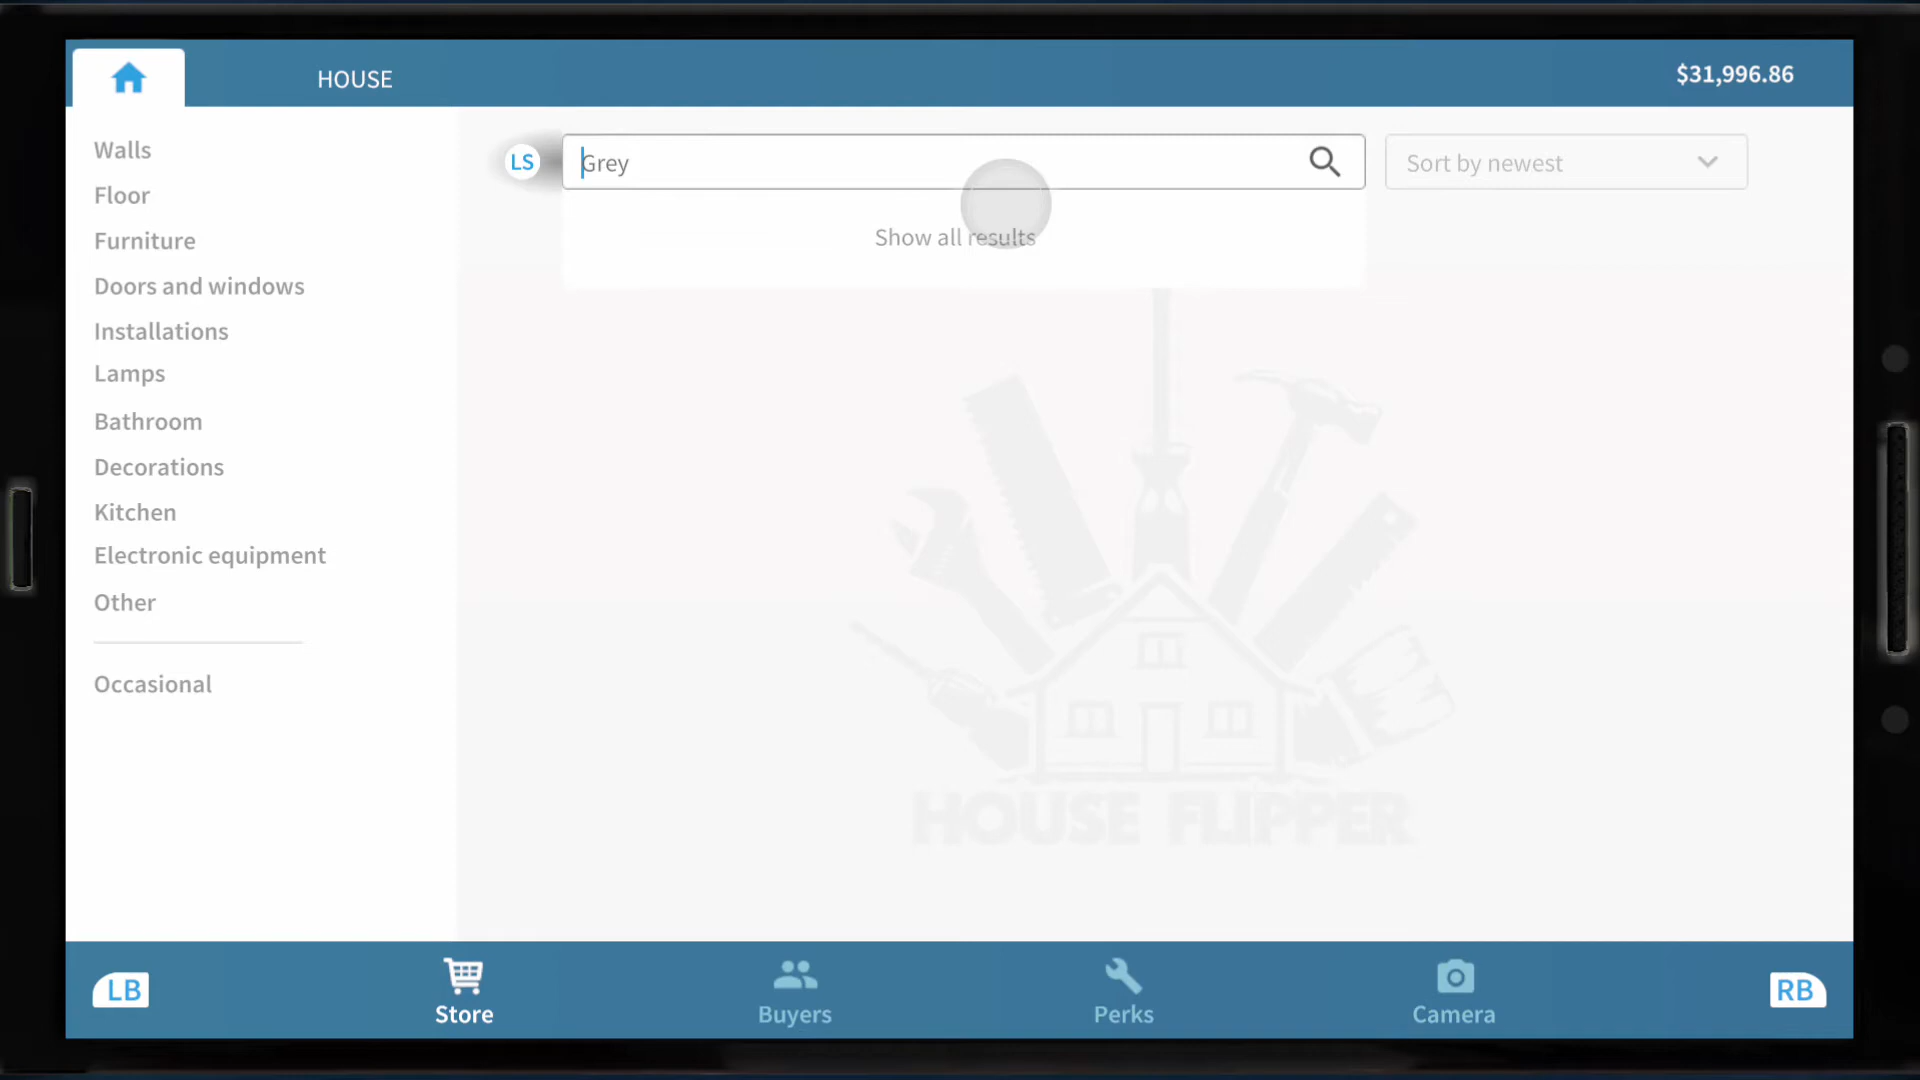 HOUSE
$31,996.86
LS
Grey
Sort by newest
Show all results
Walls
Floor
Furniture
Doors and windows
Installations
Lamps
Bathroom
Decorations
Kitchen
Electronic equipment
Other
Occasional
HOUSE FLIPPER
LB
Store
Buyers
Perks
Camera
RB